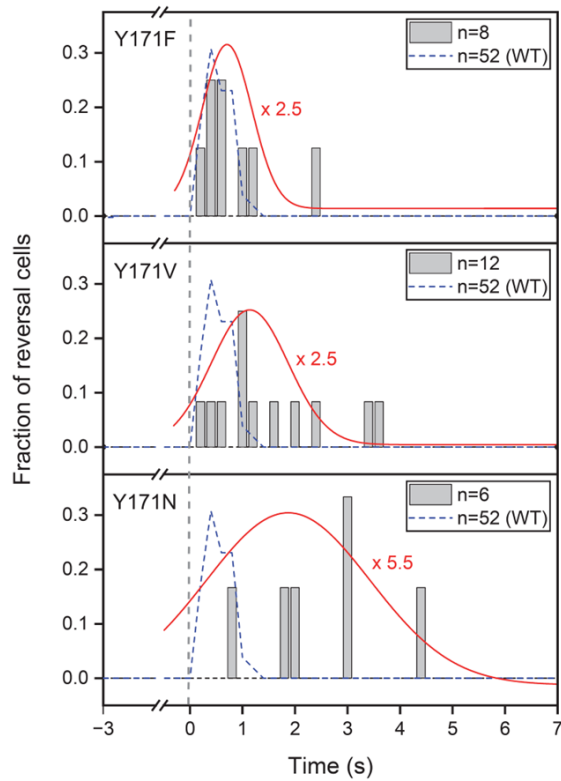 Y171F
n=8
n=52 (WT)
x 2.5
0.3
0.2
0.1
0.0
Y171V
n=12
n=52 (WT)
x 2.5
0.3
0.2
0.1
0.0
Y171N
n=6
n=52 (WT)
x 5.5
0.3
0.2
0.1
0.0
Fraction of reversal cells
−3 0 1 2 3 4 5 6 7
Time (s)